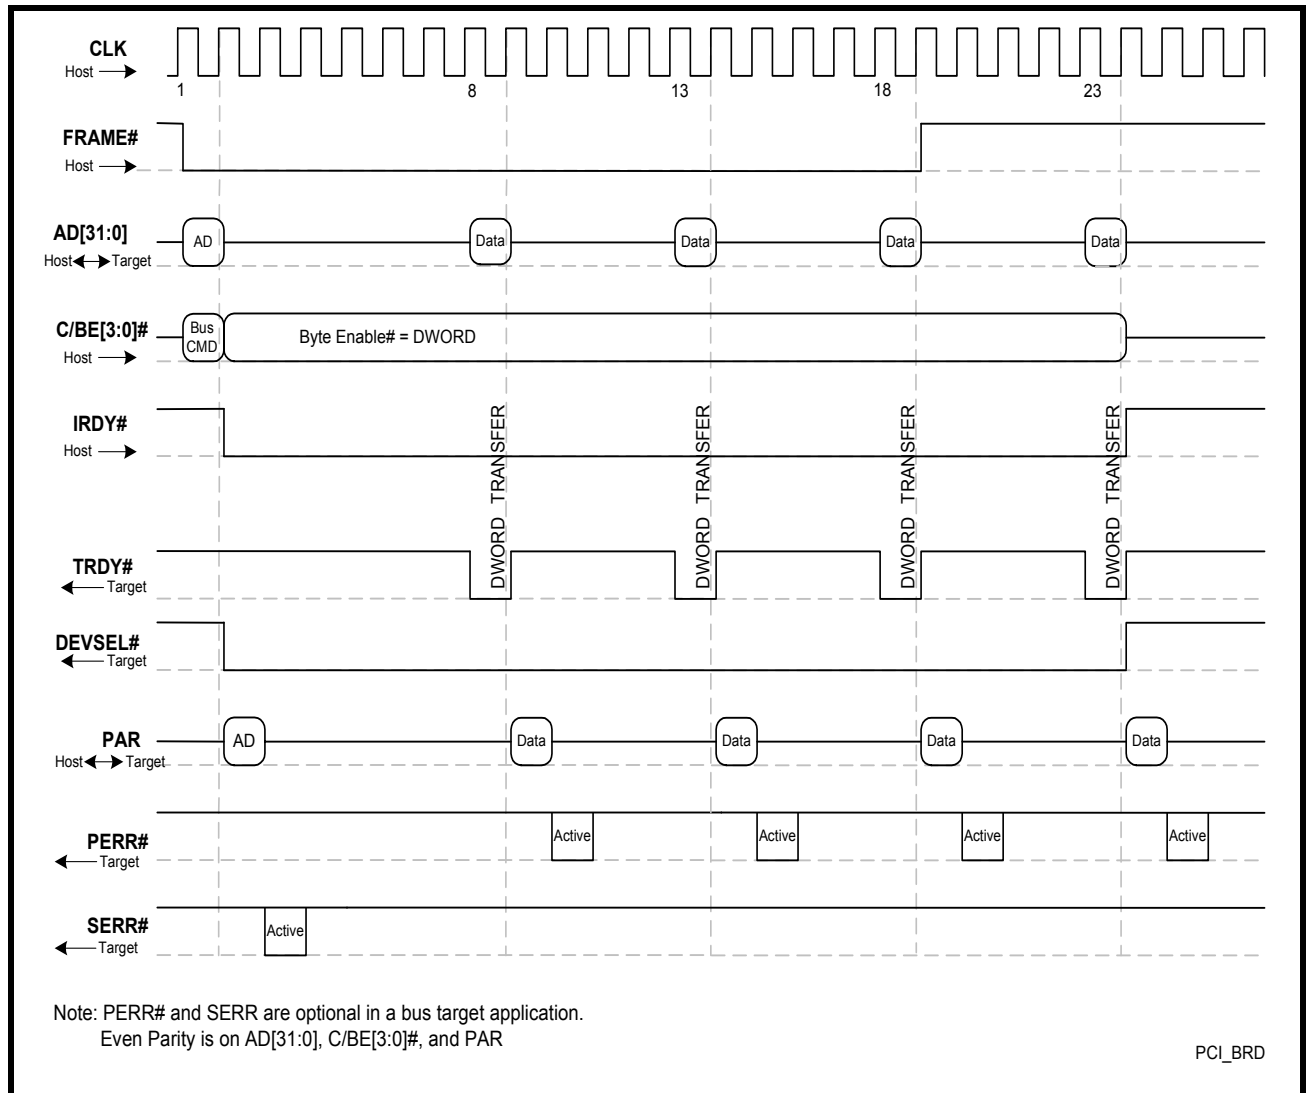 CLK
Host
1 8 13 18 23
FRAME#
Host
AD[31:0]
Host Target
AD Data Data Data Data
C/BE[3:0]#
Host
Bus
CMD
Byte Enable# = DWORD
IRDY#
Host
DWORD TRANSFER
DWORD TRANSFER
DWORD TRANSFER
DWORD TRANSFER
TRDY#
Target
DEVSEL#
Target
PAR
Host Target
AD Data Data Data Data
PERR#
Target
Active Active Active Active
SERR#
Target
Active
Note: PERR# and SERR are optional in a bus target application.
Even Parity is on AD[31:0], C/BE[3:0]#, and PAR
PCI_BRD